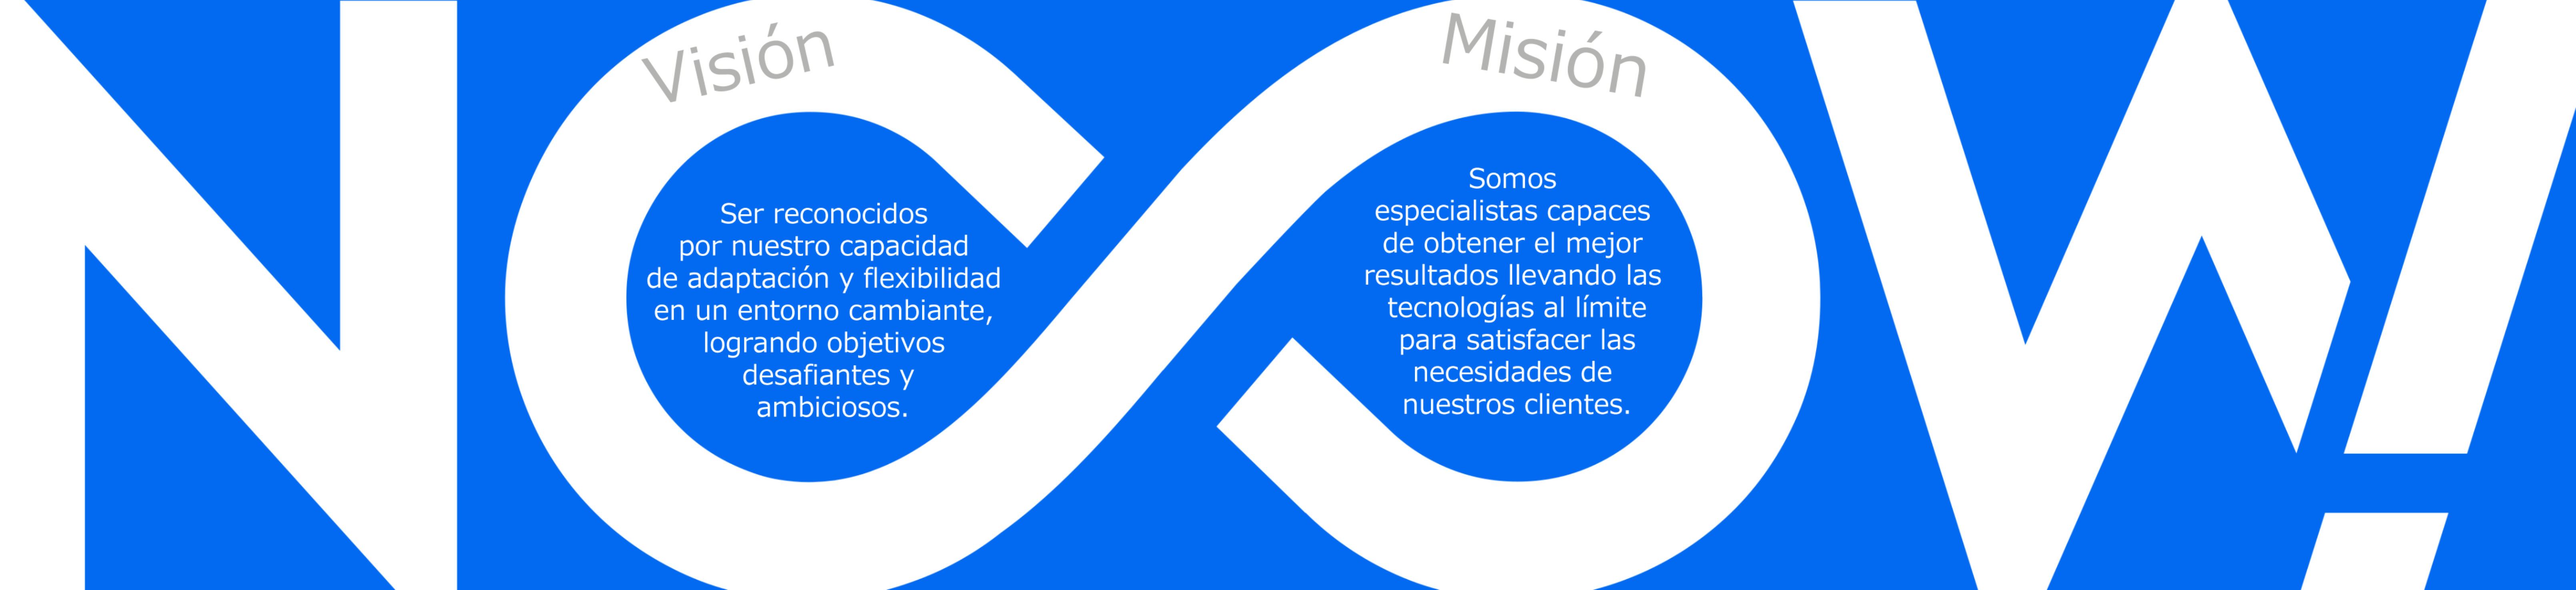 Visión
Ser reconocidos
por nuestro capacidad
de adaptación y flexibilidad
en un entorno cambiante,
logrando objetivos
desafiantes y
ambiciosos.
Misión
Somos
especialistas capaces
de obtener el mejor
resultados llevando las
tecnologías al límite
para satisfacer las
necesidades de
nuestros clientes.
NOOW!